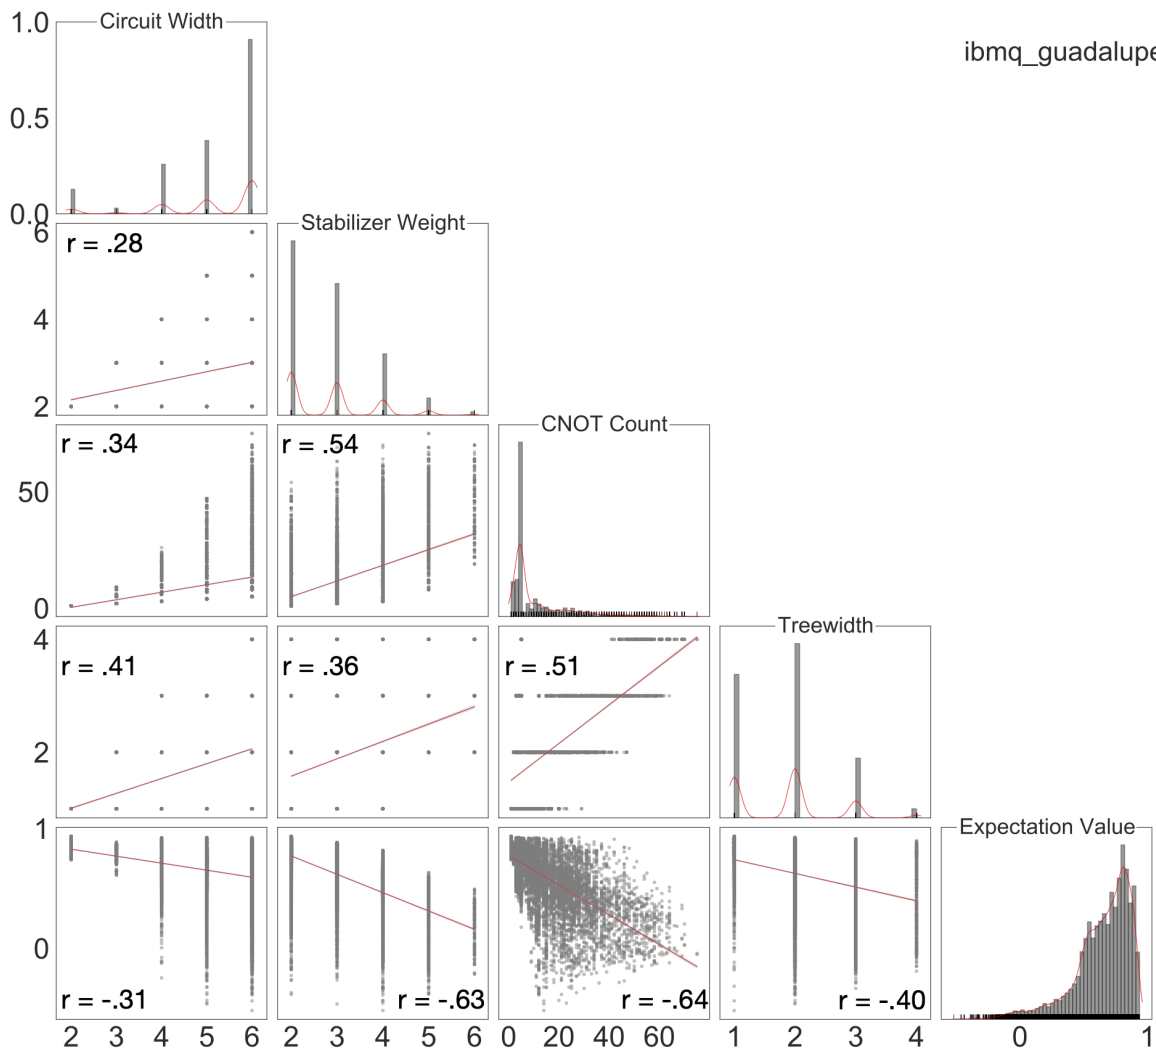 1.0
Circuit Width
ibmq_guadalupe
0.5
0.0
Stabilizer Weight
6
r = .28
4
2
CNOT Count
r = .34
r = .54
50
0
Treewidth
4
r = .41
r = .36
r = .51
2
Expectation Value
1
0
r = -.31
r = -.63
r = -.64
r = -.40
2 3 4 5 6
2 3 4 5 6
0 20 40 60
1 2 3 4
0 1